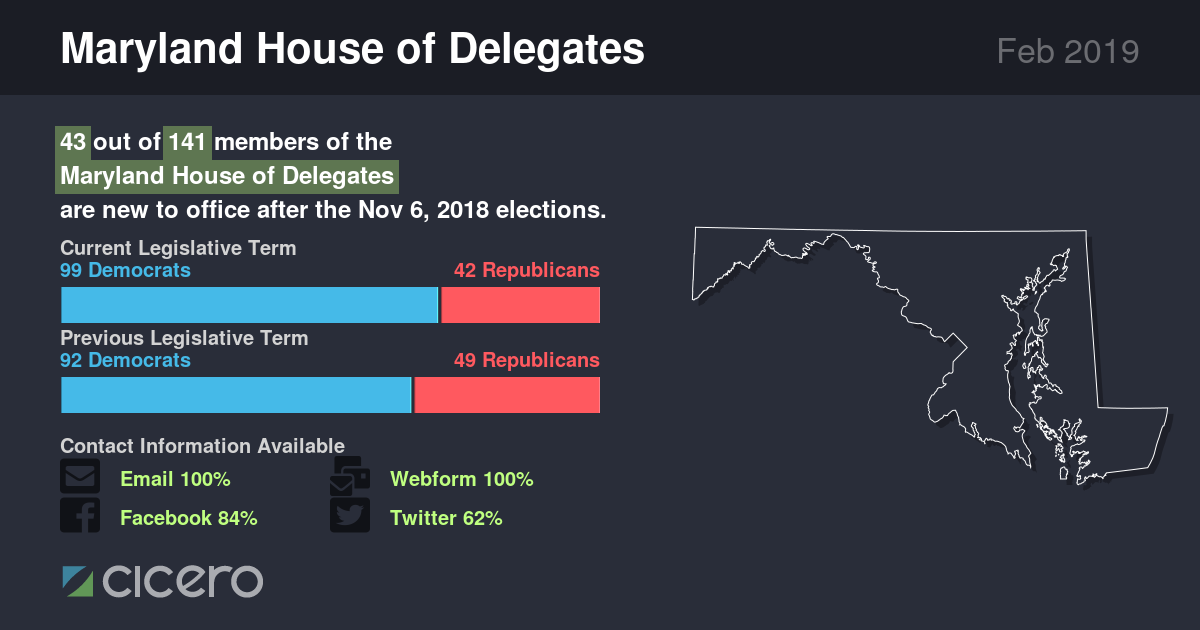 Maryland House of Delegates
Feb 2019
43 out of 141 members of the
Maryland House of Delegates
are new to office after the Nov 6, 2018 elections.
Current Legislative Term
99 Democrats 42 Republicans
Previous Legislative Term
92 Democrats 49 Republicans
Contact Information Available
Email 100% Webform 100%
Facebook 84% Twitter 62%
cicero